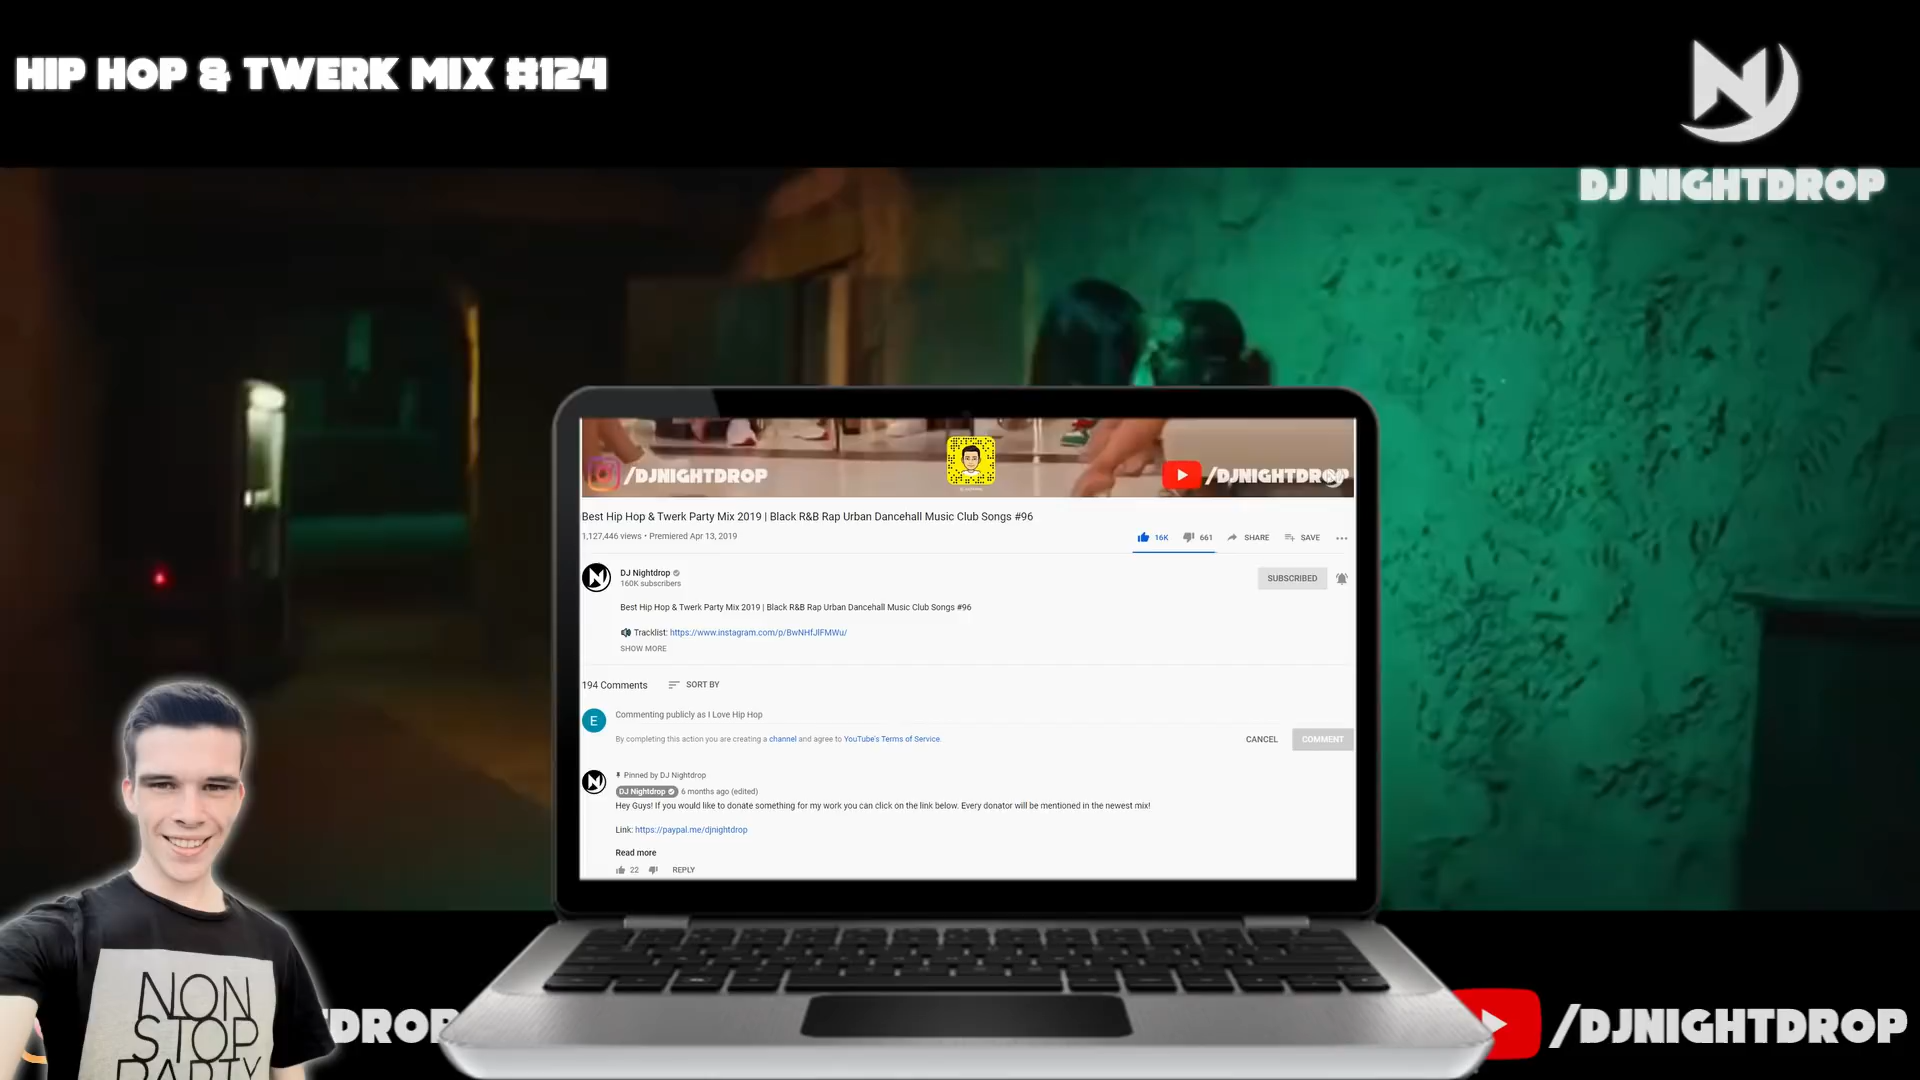 HIP HOP & TWERK MIX #124
DJ NIGHTDROP
/DJNIGHTDROP
/DJNIGHTDROP
Best Hip Hop & Twerk Party Mix 2019 | Black R&B Rap Urban Dancehall Music Club Songs #96
1,127,446 views • Premiered Apr 13, 2019
16K 661 SHARE SAVE
DJ Nightdrop
160K subscribers
SUBSCRIBED
Best Hip Hop & Twerk Party Mix 2019 | Black R&B Rap Urban Dancehall Music Club Songs #96
Tracklist: https://www.instagram.com/p/BwNHfJlFMWu/
SHOW MORE
194 Comments SORT BY
E
Commenting publicly as I Love Hip Hop
By completing this action you are creating a channel and agree to YouTube's Terms of Service.
CANCEL COMMENT
Pinned by DJ Nightdrop
DJ Nightdrop 6 months ago (edited)
Hey Guys! If you would like to donate something for my work you can click on the link below. Every donator will be mentioned in the newest mix!
Link: https://paypal.me/djnightdrop
Read more
22 REPLY
NON
STOP
PARTY
DROP
/DJNIGHTDROP